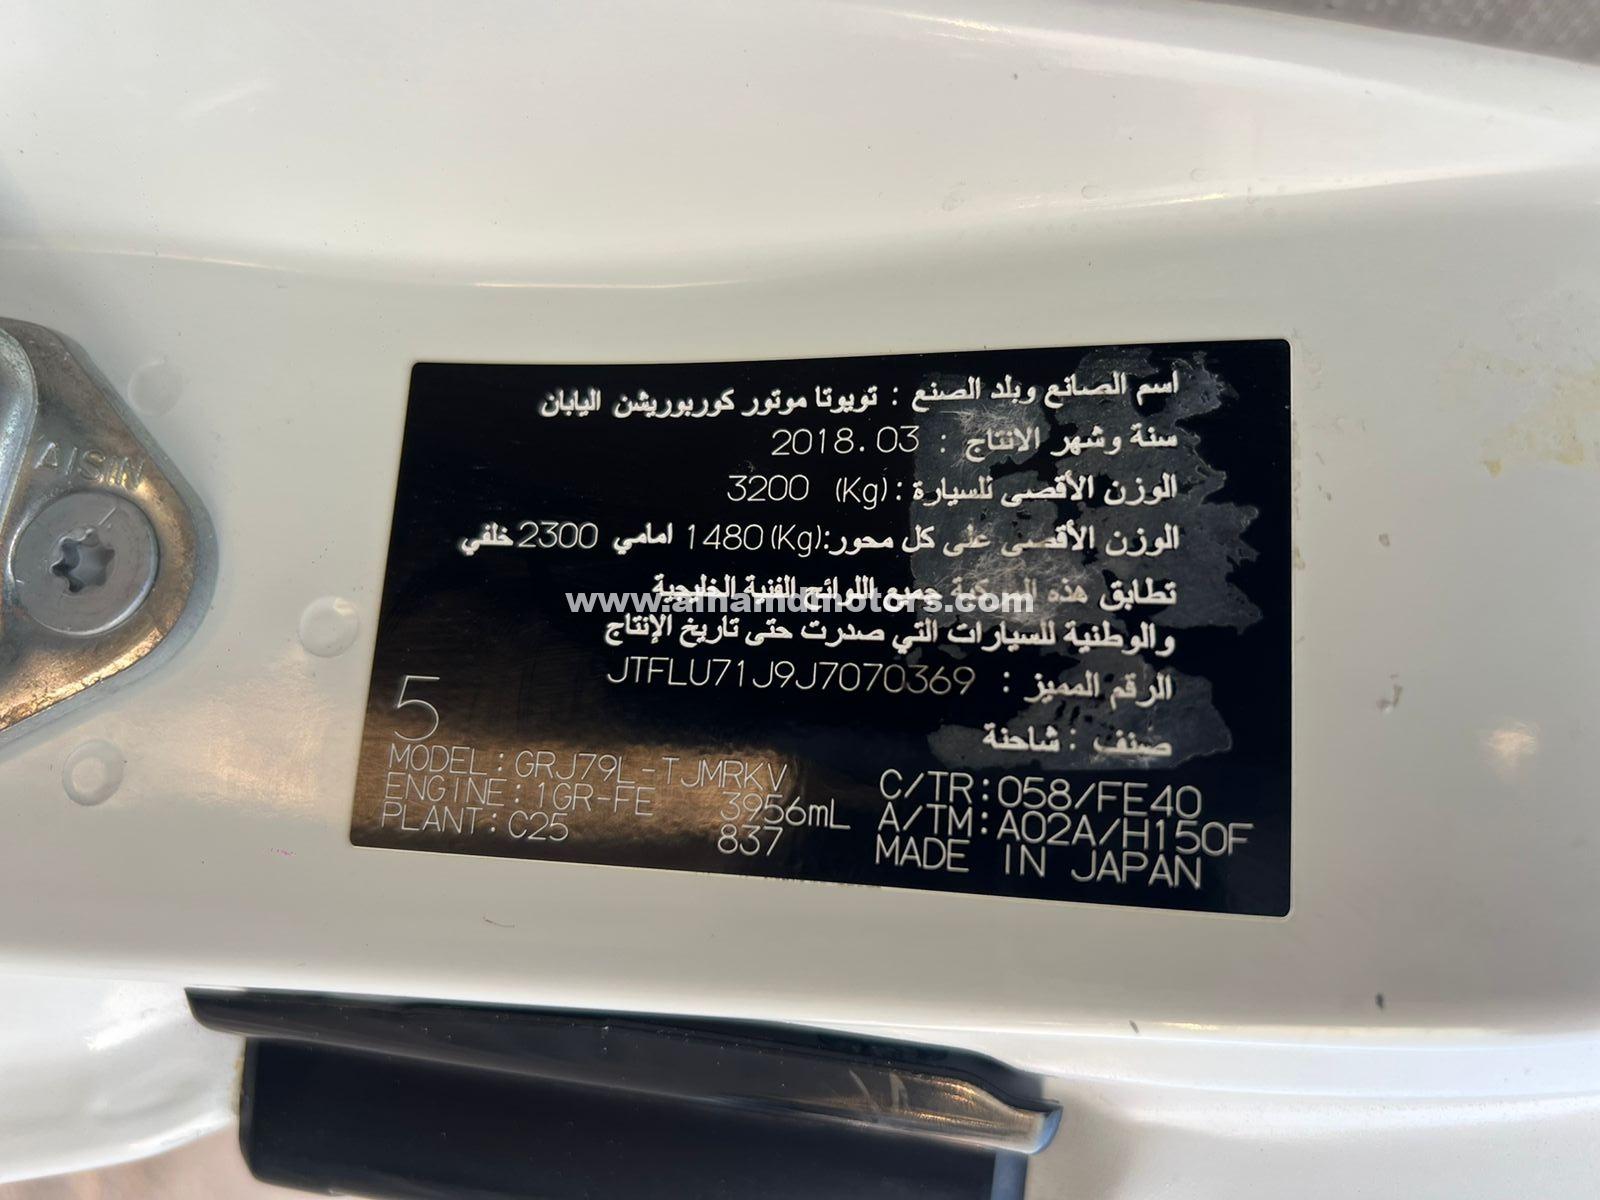 AISIN
اسم الصانع وبلد الصنع : تويوتا موتور كوربوريشن اليابان
سنة وشهر الانتاج : 2018.03
الوزن الأقصى للسيارة : (Kg) 3200
الوزن الأقصى على كل محور:(Kg) 1480 امامي 2300 خلفي
تطابق هذه المركبة جميع اللوائح الفنية الخليجية
www.alhamdmotors.com
والوطنية للسيارات التي صدرت حتى تاريخ الإنتاج
الرقم المميز : JTFLU71J9J7070369
صنف : شاحنة
5
MODEL:GRJ79L-TJMRKV C/TR:058/FE40
ENGINE:1GR-FE 3956mL A/TM:A02A/H150F
PLANT:C25 837 MADE IN JAPAN